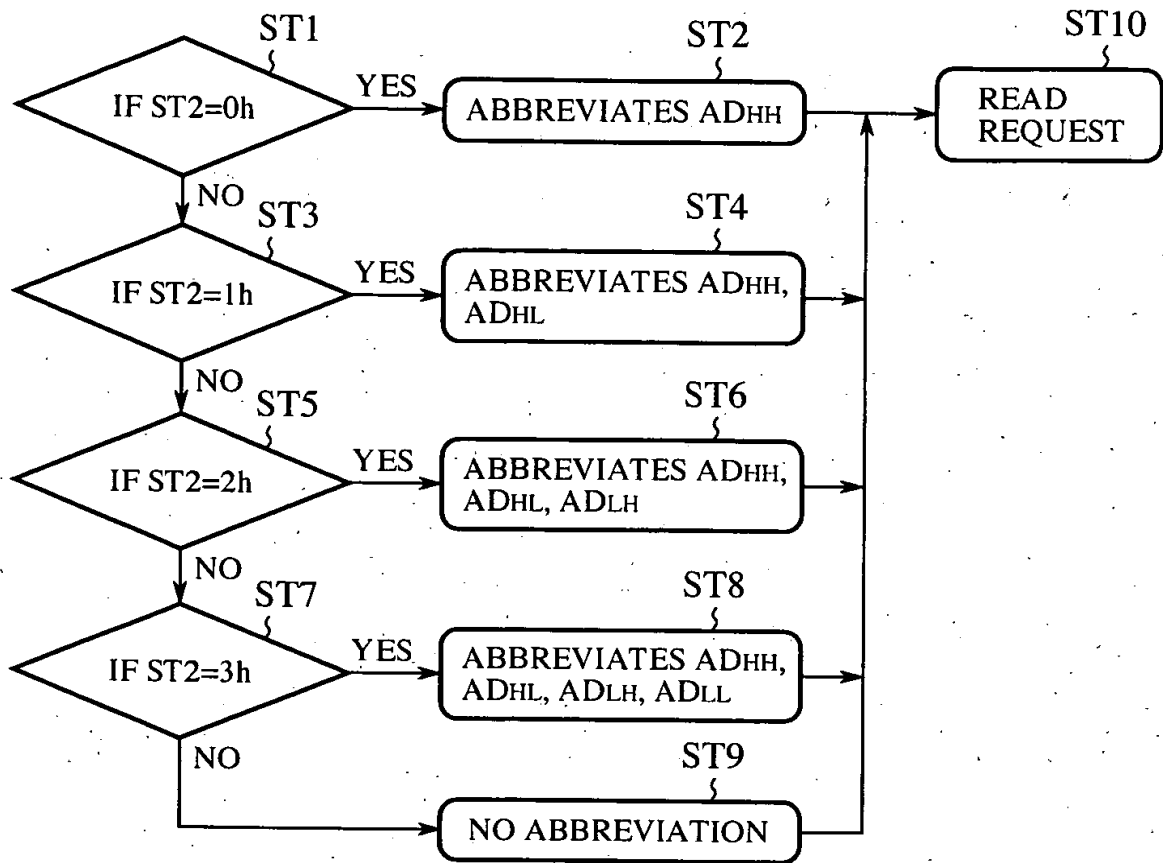 ST1
IF ST2=0h
YES
NO
ST2
ABBREVIATES ADHH
ST10
READ
REQUEST
ST3
IF ST2=1h
YES
NO
ST4
ABBREVIATES ADHH,
ADHL
ST5
IF ST2=2h
YES
NO
ST6
ABBREVIATES ADHH,
ADHL, ADLH
ST7
IF ST2=3h
YES
NO
ST8
ABBREVIATES ADHH,
ADHL, ADLH, ADLL
ST9
NO ABBREVIATION